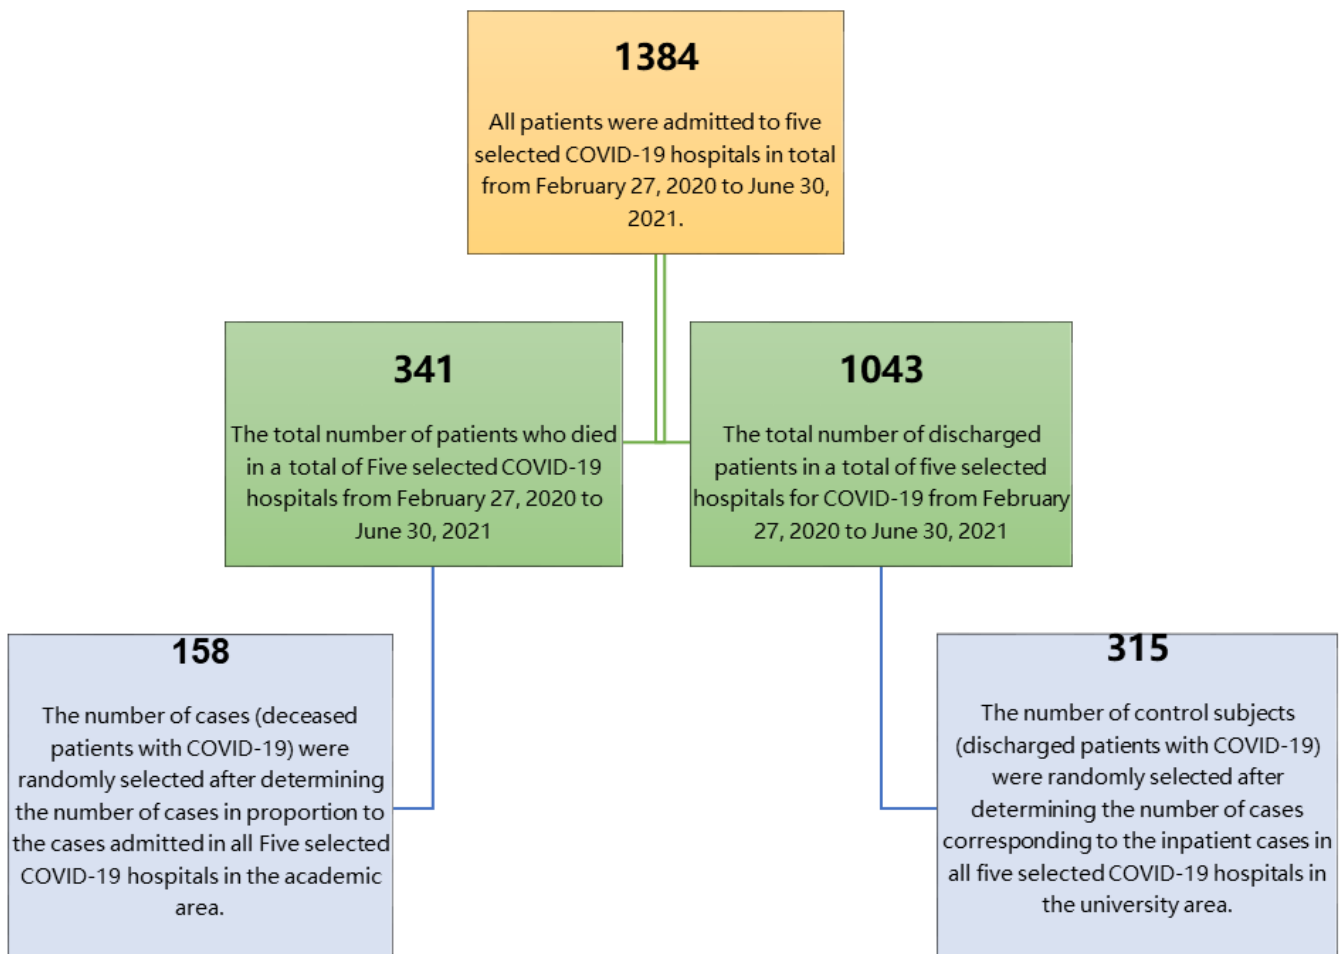 1384
All patients were admitted to five
selected COVID-19 hospitals in total
from February 27, 2020 to June 30,
2021.
341
The total number of patients who died
in a total of Five selected COVID-19
hospitals from February 27, 2020 to
June 30, 2021
1043
The total number of discharged
patients in a total of five selected
hospitals for COVID-19 from February
27, 2020 to June 30, 2021
158
The number of cases (deceased
patients with COVID-19) were
randomly selected after determining
the number of cases in proportion to
the cases admitted in all Five selected
COVID-19 hospitals in the academic
area.
315
The number of control subjects
(discharged patients with COVID-19)
were randomly selected after
determining the number of cases
corresponding to the inpatient cases in
all five selected COVID-19 hospitals in
the university area.